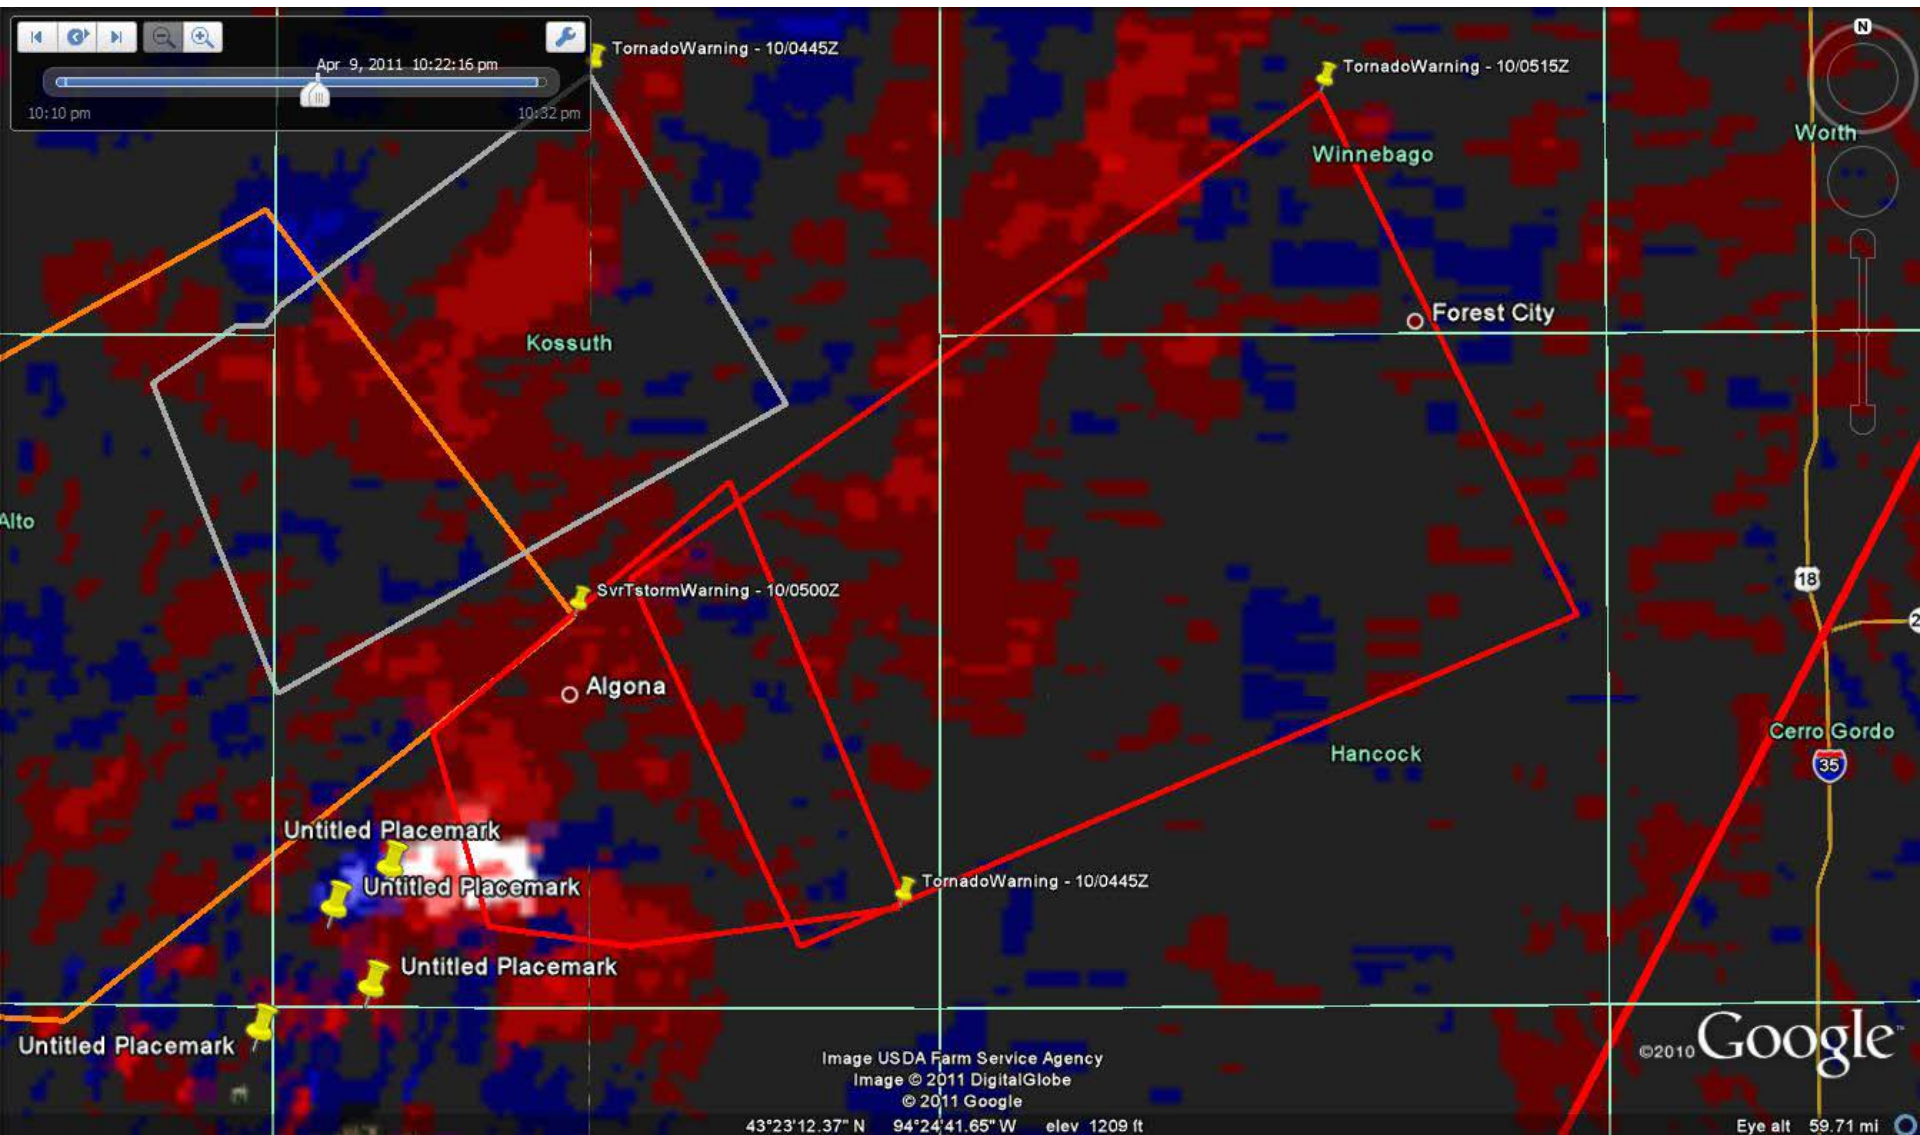 Apr 9, 2011 10:22:16 pm
10:10 pm
10:32 pm
TornadoWarning - 10/0445Z
TornadoWarning - 10/0515Z
N
Worth
Winnebago
Forest City
Kossuth
Alto
18
SvrTstormWarning - 10/0500Z
2
Algona
Cerro Gordo
Hancock
35
Untitled Placemark
Untitled Placemark
TornadoWarning - 10/0445Z
Untitled Placemark
Untitled Placemark
©2010 Google
Image USDA Farm Service Agency
Image © 2011 DigitalGlobe
© 2011 Google
43°23'12.37" N 94°24'41.65" W elev 1209 ft
Eye alt 59.71 mi